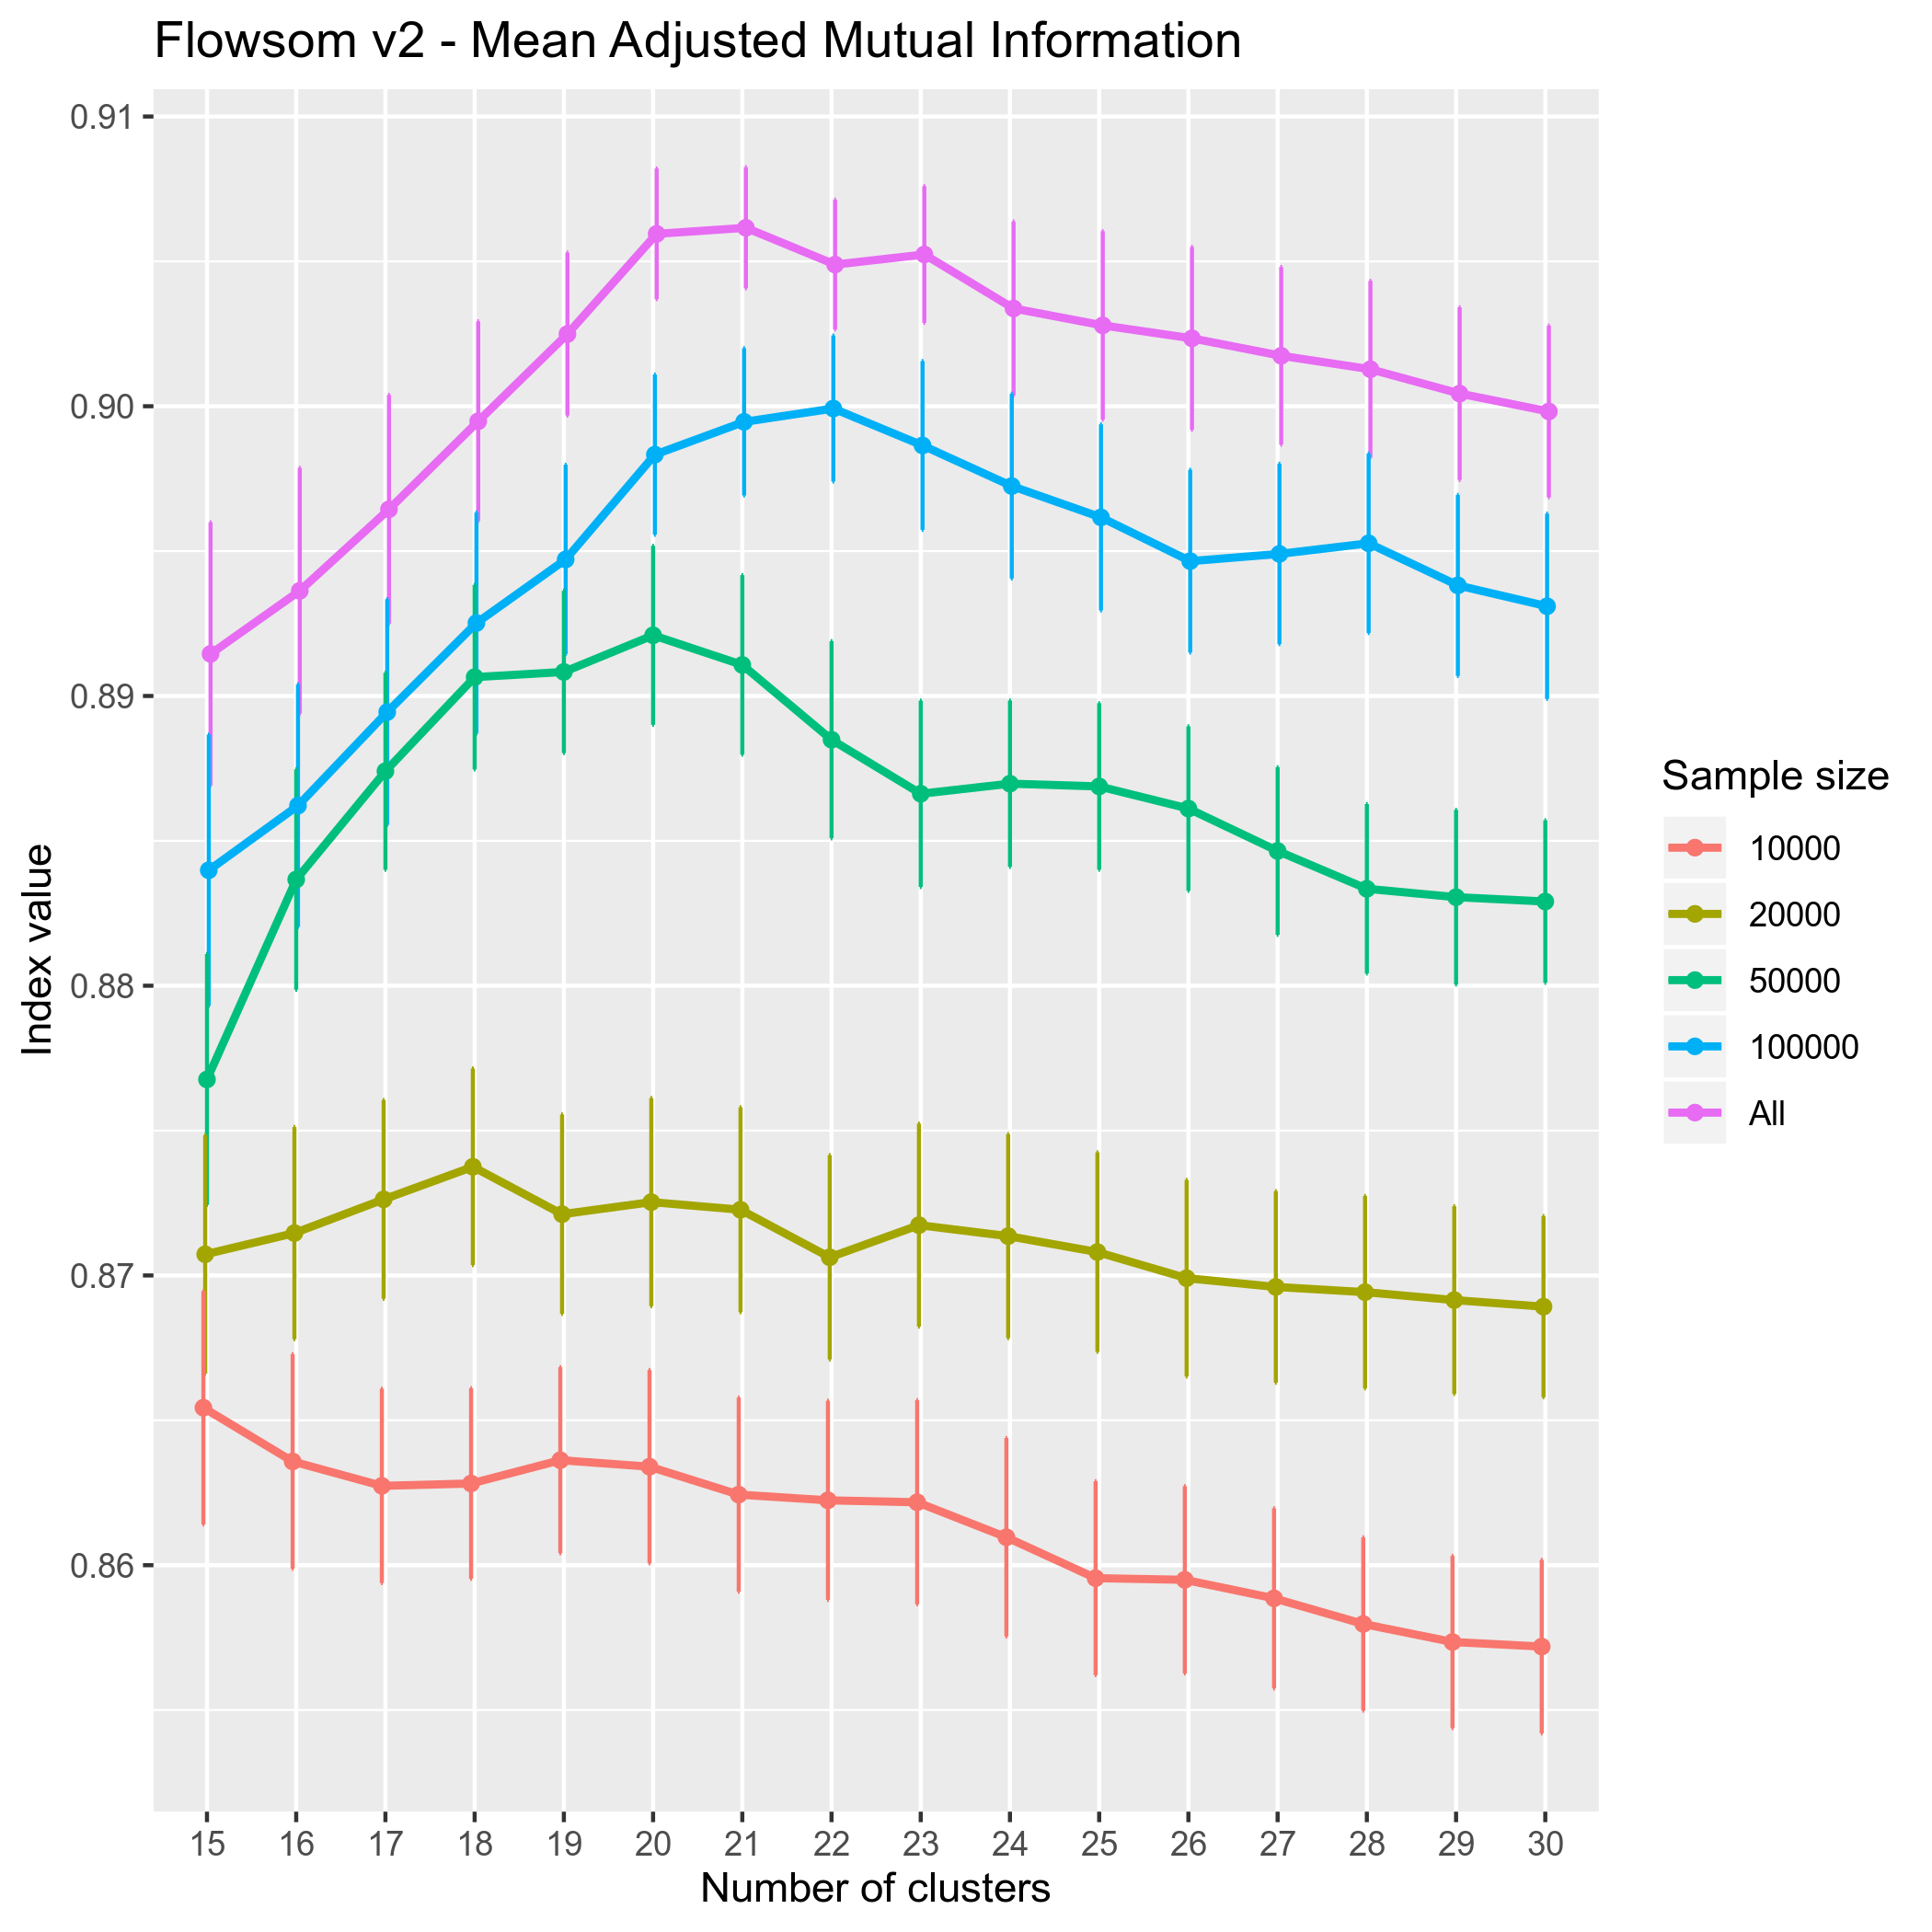 Flowsom v2 - Mean Adjusted Mutual Information
0.91
0.90
0.89
0.88
0.87
0.86
Index value
15 16 17 18 19 20 21 22 23 24 25 26 27 28 29 30
Number of clusters
Sample size
10000
20000
50000
100000
All